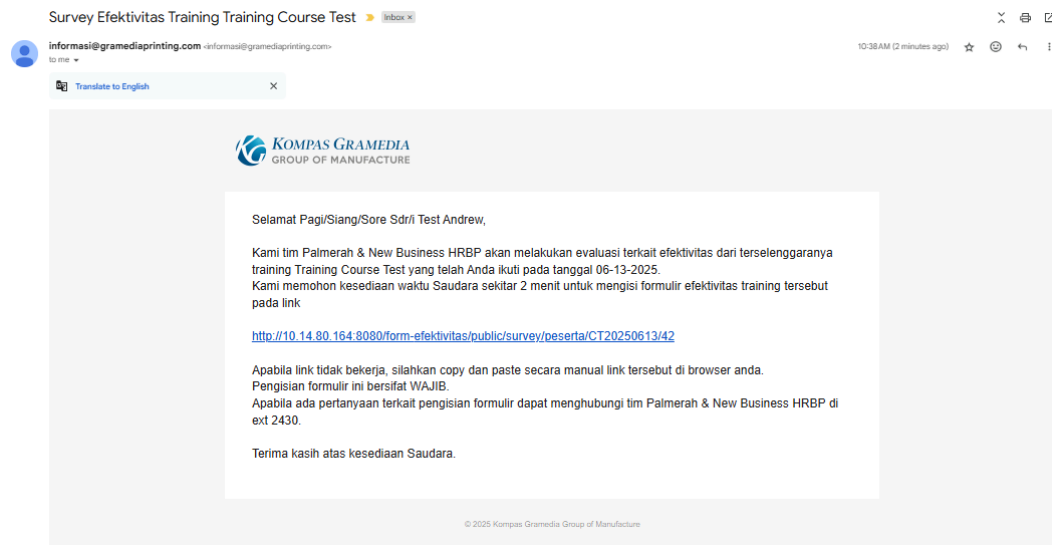 Survey Efektivitas Training Training Course Test Inbox ×
informasi@gramediaprinting.com <informasi@gramediaprinting.com>
10:38 AM (2 minutes ago)
to me
Translate to English ×
KOMPAS GRAMEDIA
GROUP OF MANUFACTURE
Selamat Pagi/Siang/Sore Sdr/i Test Andrew,
Kami tim Palmerah & New Business HRBP akan melakukan evaluasi terkait efektivitas dari terselenggaranya
training Training Course Test yang telah Anda ikuti pada tanggal 06-13-2025.
Kami memohon kesediaan waktu Saudara sekitar 2 menit untuk mengisi formulir efektivitas training tersebut
pada link
http://10.14.80.164:8080/form-efektivitas/public/survey/peserta/CT20250613/42
Apabila link tidak bekerja, silahkan copy dan paste secara manual link tersebut di browser anda.
Pengisian formulir ini bersifat WAJIB.
Apabila ada pertanyaan terkait pengisian formulir dapat menghubungi tim Palmerah & New Business HRBP di
ext 2430.
Terima kasih atas kesediaan Saudara.
© 2025 Kompas Gramedia Group of Manufacture